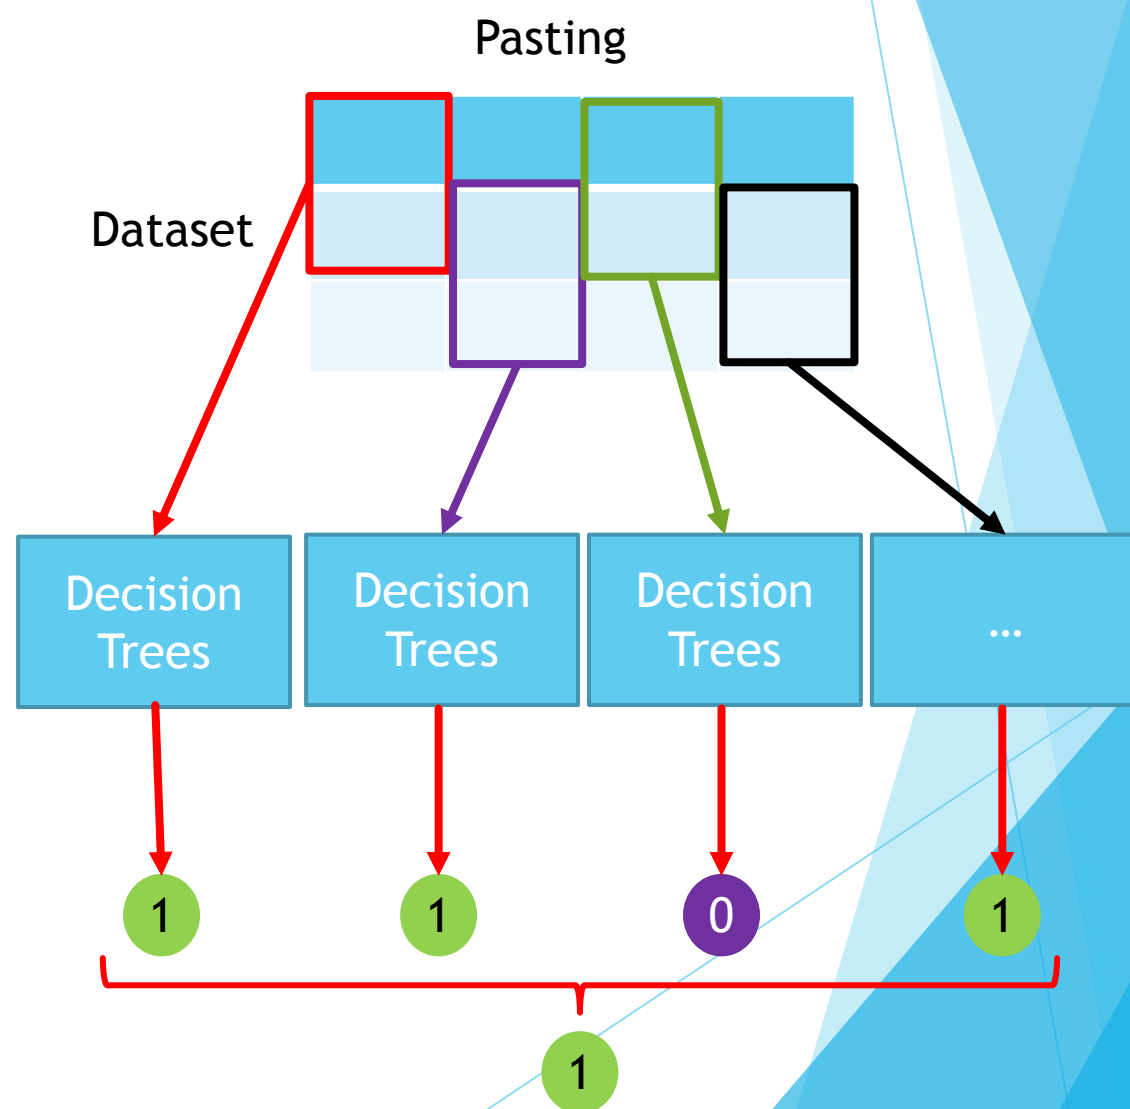 Pasting
Dataset
Decision
Trees
Decision
Trees
Decision
Trees
...
1
1
0
1
1